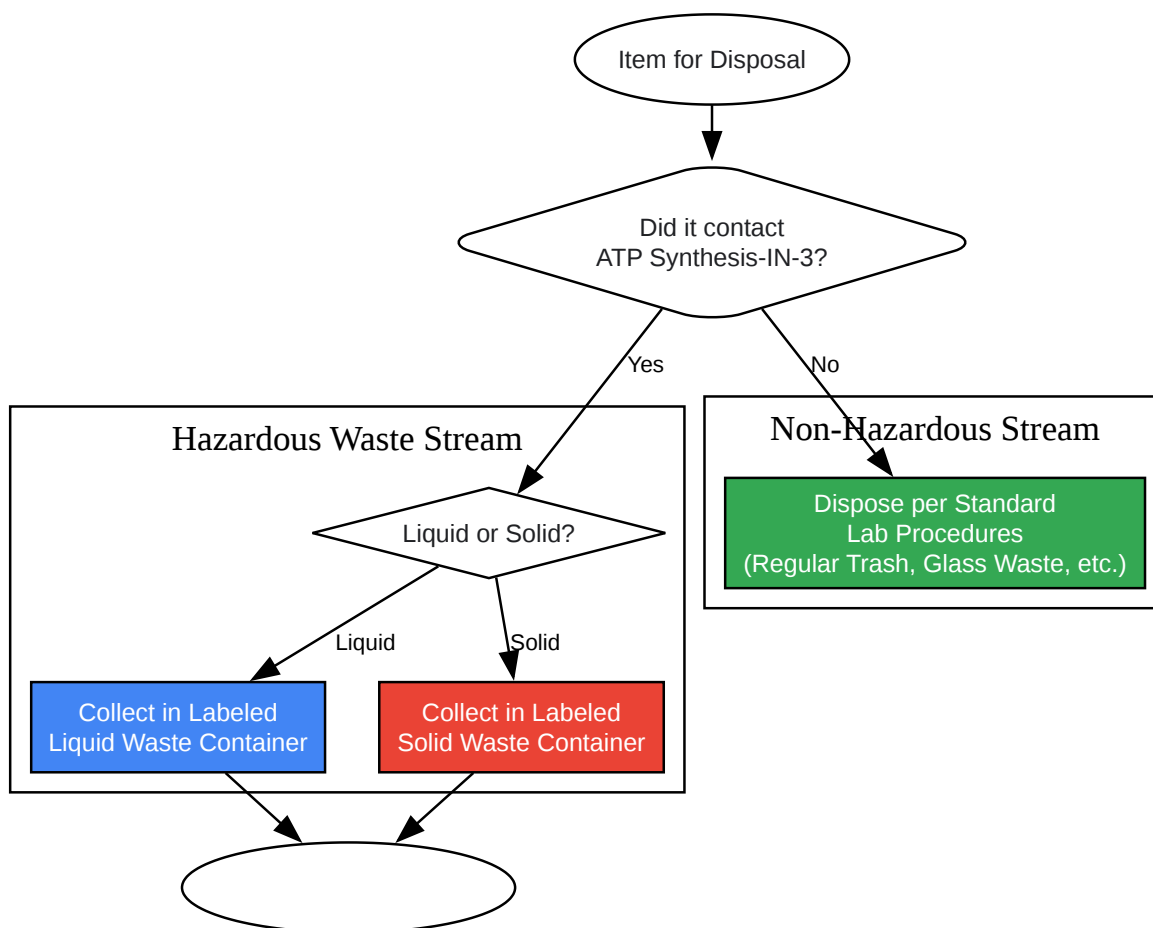 Item for Disposal
Did it contact
ATP Synthesis-IN-3?
Yes
No
Hazardous Waste Stream
Non-Hazardous Stream
Liquid or Solid?
Dispose per Standard
Lab Procedures
(Regular Trash, Glass Waste, etc.)
Liquid
Solid
Collect in Labeled
Liquid Waste Container
Collect in Labeled
Solid Waste Container